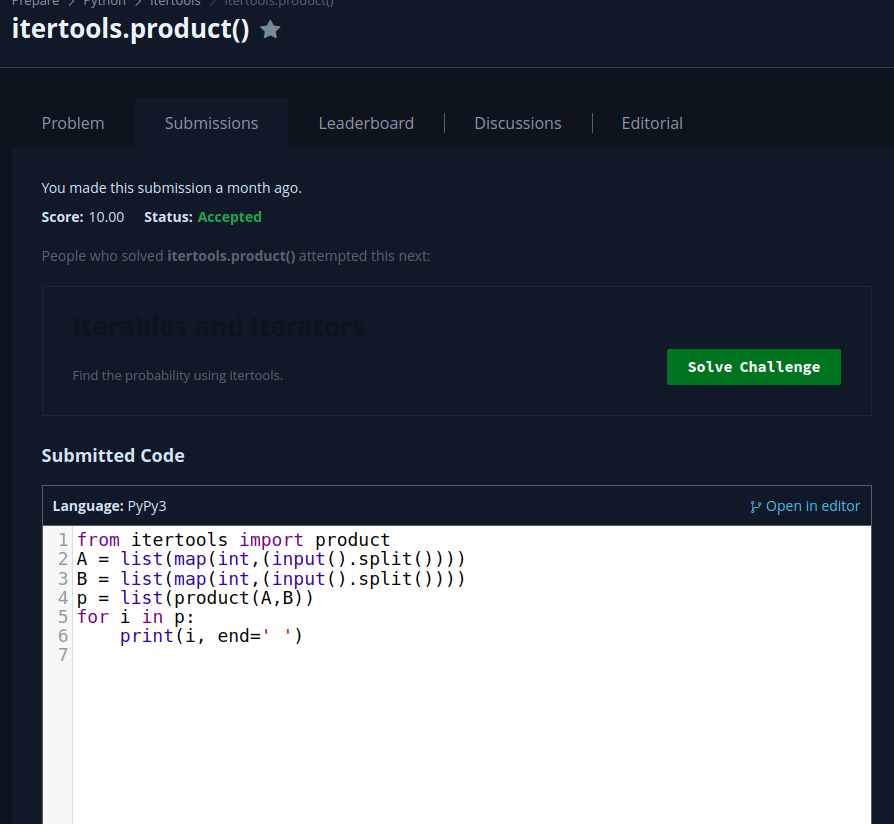 Prepare > Python > Itertools > itertools.product()
itertools.product()
Problem
Submissions
Leaderboard
Discussions
Editorial
You made this submission a month ago.
Score: 10.00 Status: Accepted
People who solved itertools.product() attempted this next:
Iterables and Iterators
Find the probability using itertools.
Solve Challenge
Submitted Code
Language: PyPy3
Open in editor
1 from itertools import product
2 A = list(map(int,(input().split())))
3 B = list(map(int,(input().split())))
4 p = list(product(A,B))
5 for i in p:
6     print(i, end=' ')
7